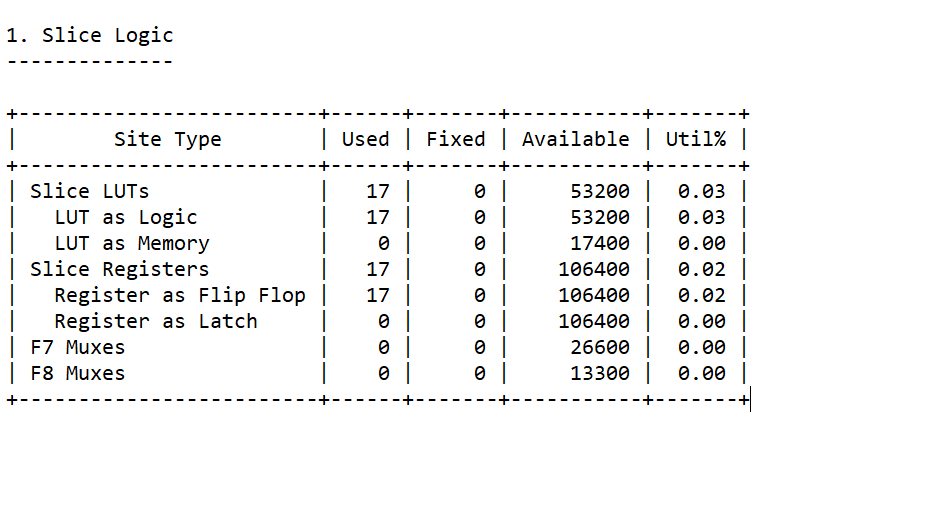 1. Slice Logic
--------------
+-------------------------+------+-------+-----------+-------+
|        Site Type        | Used | Fixed | Available | Util% |
+-------------------------+------+-------+-----------+-------+
| Slice LUTs              |   17 |     0 |     53200 |  0.03 |
|   LUT as Logic          |   17 |     0 |     53200 |  0.03 |
|   LUT as Memory         |    0 |     0 |     17400 |  0.00 |
| Slice Registers         |   17 |     0 |    106400 |  0.02 |
|   Register as Flip Flop |   17 |     0 |    106400 |  0.02 |
|   Register as Latch     |    0 |     0 |    106400 |  0.00 |
| F7 Muxes                |    0 |     0 |     26600 |  0.00 |
| F8 Muxes                |    0 |     0 |     13300 |  0.00 |
+-------------------------+------+-------+-----------+-------+